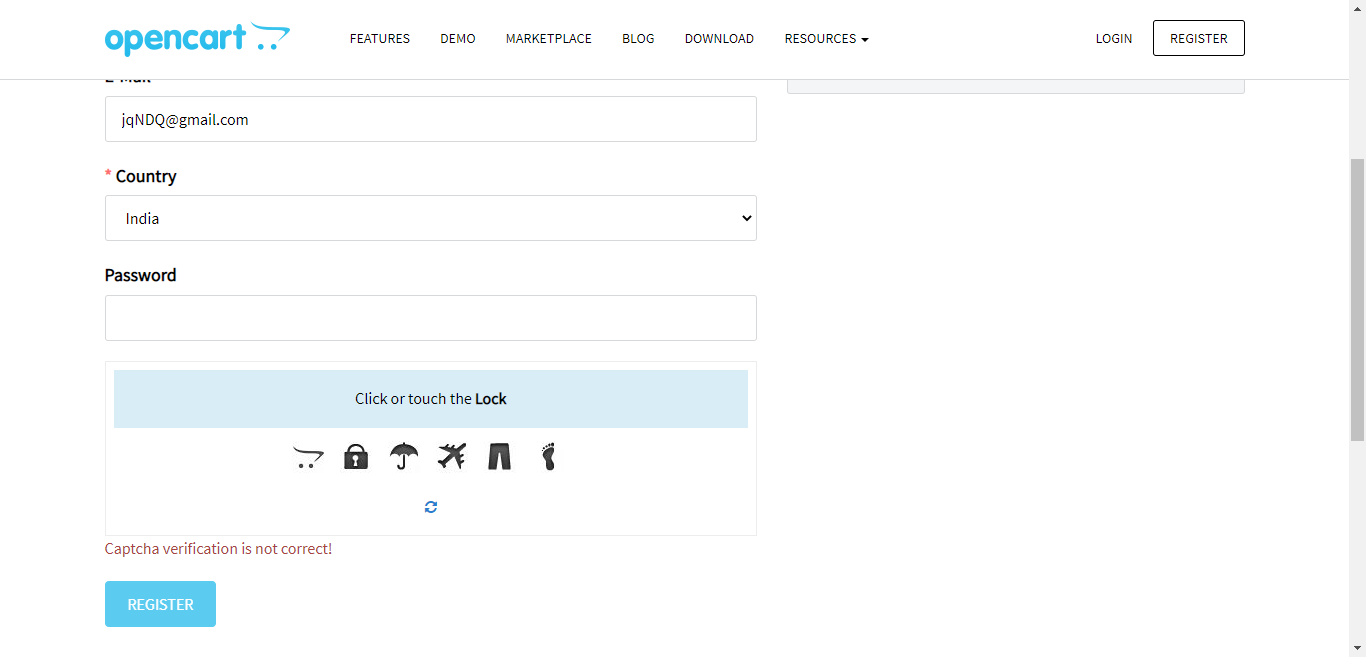 opencart FEATURES DEMO MARKETPLACE BLOG DOWNLOAD RESOURCES LOGIN REGISTER
E-Mail
jqNDQ@gmail.com
* Country
India
Password
Click or touch the Lock
Captcha verification is not correct!
REGISTER